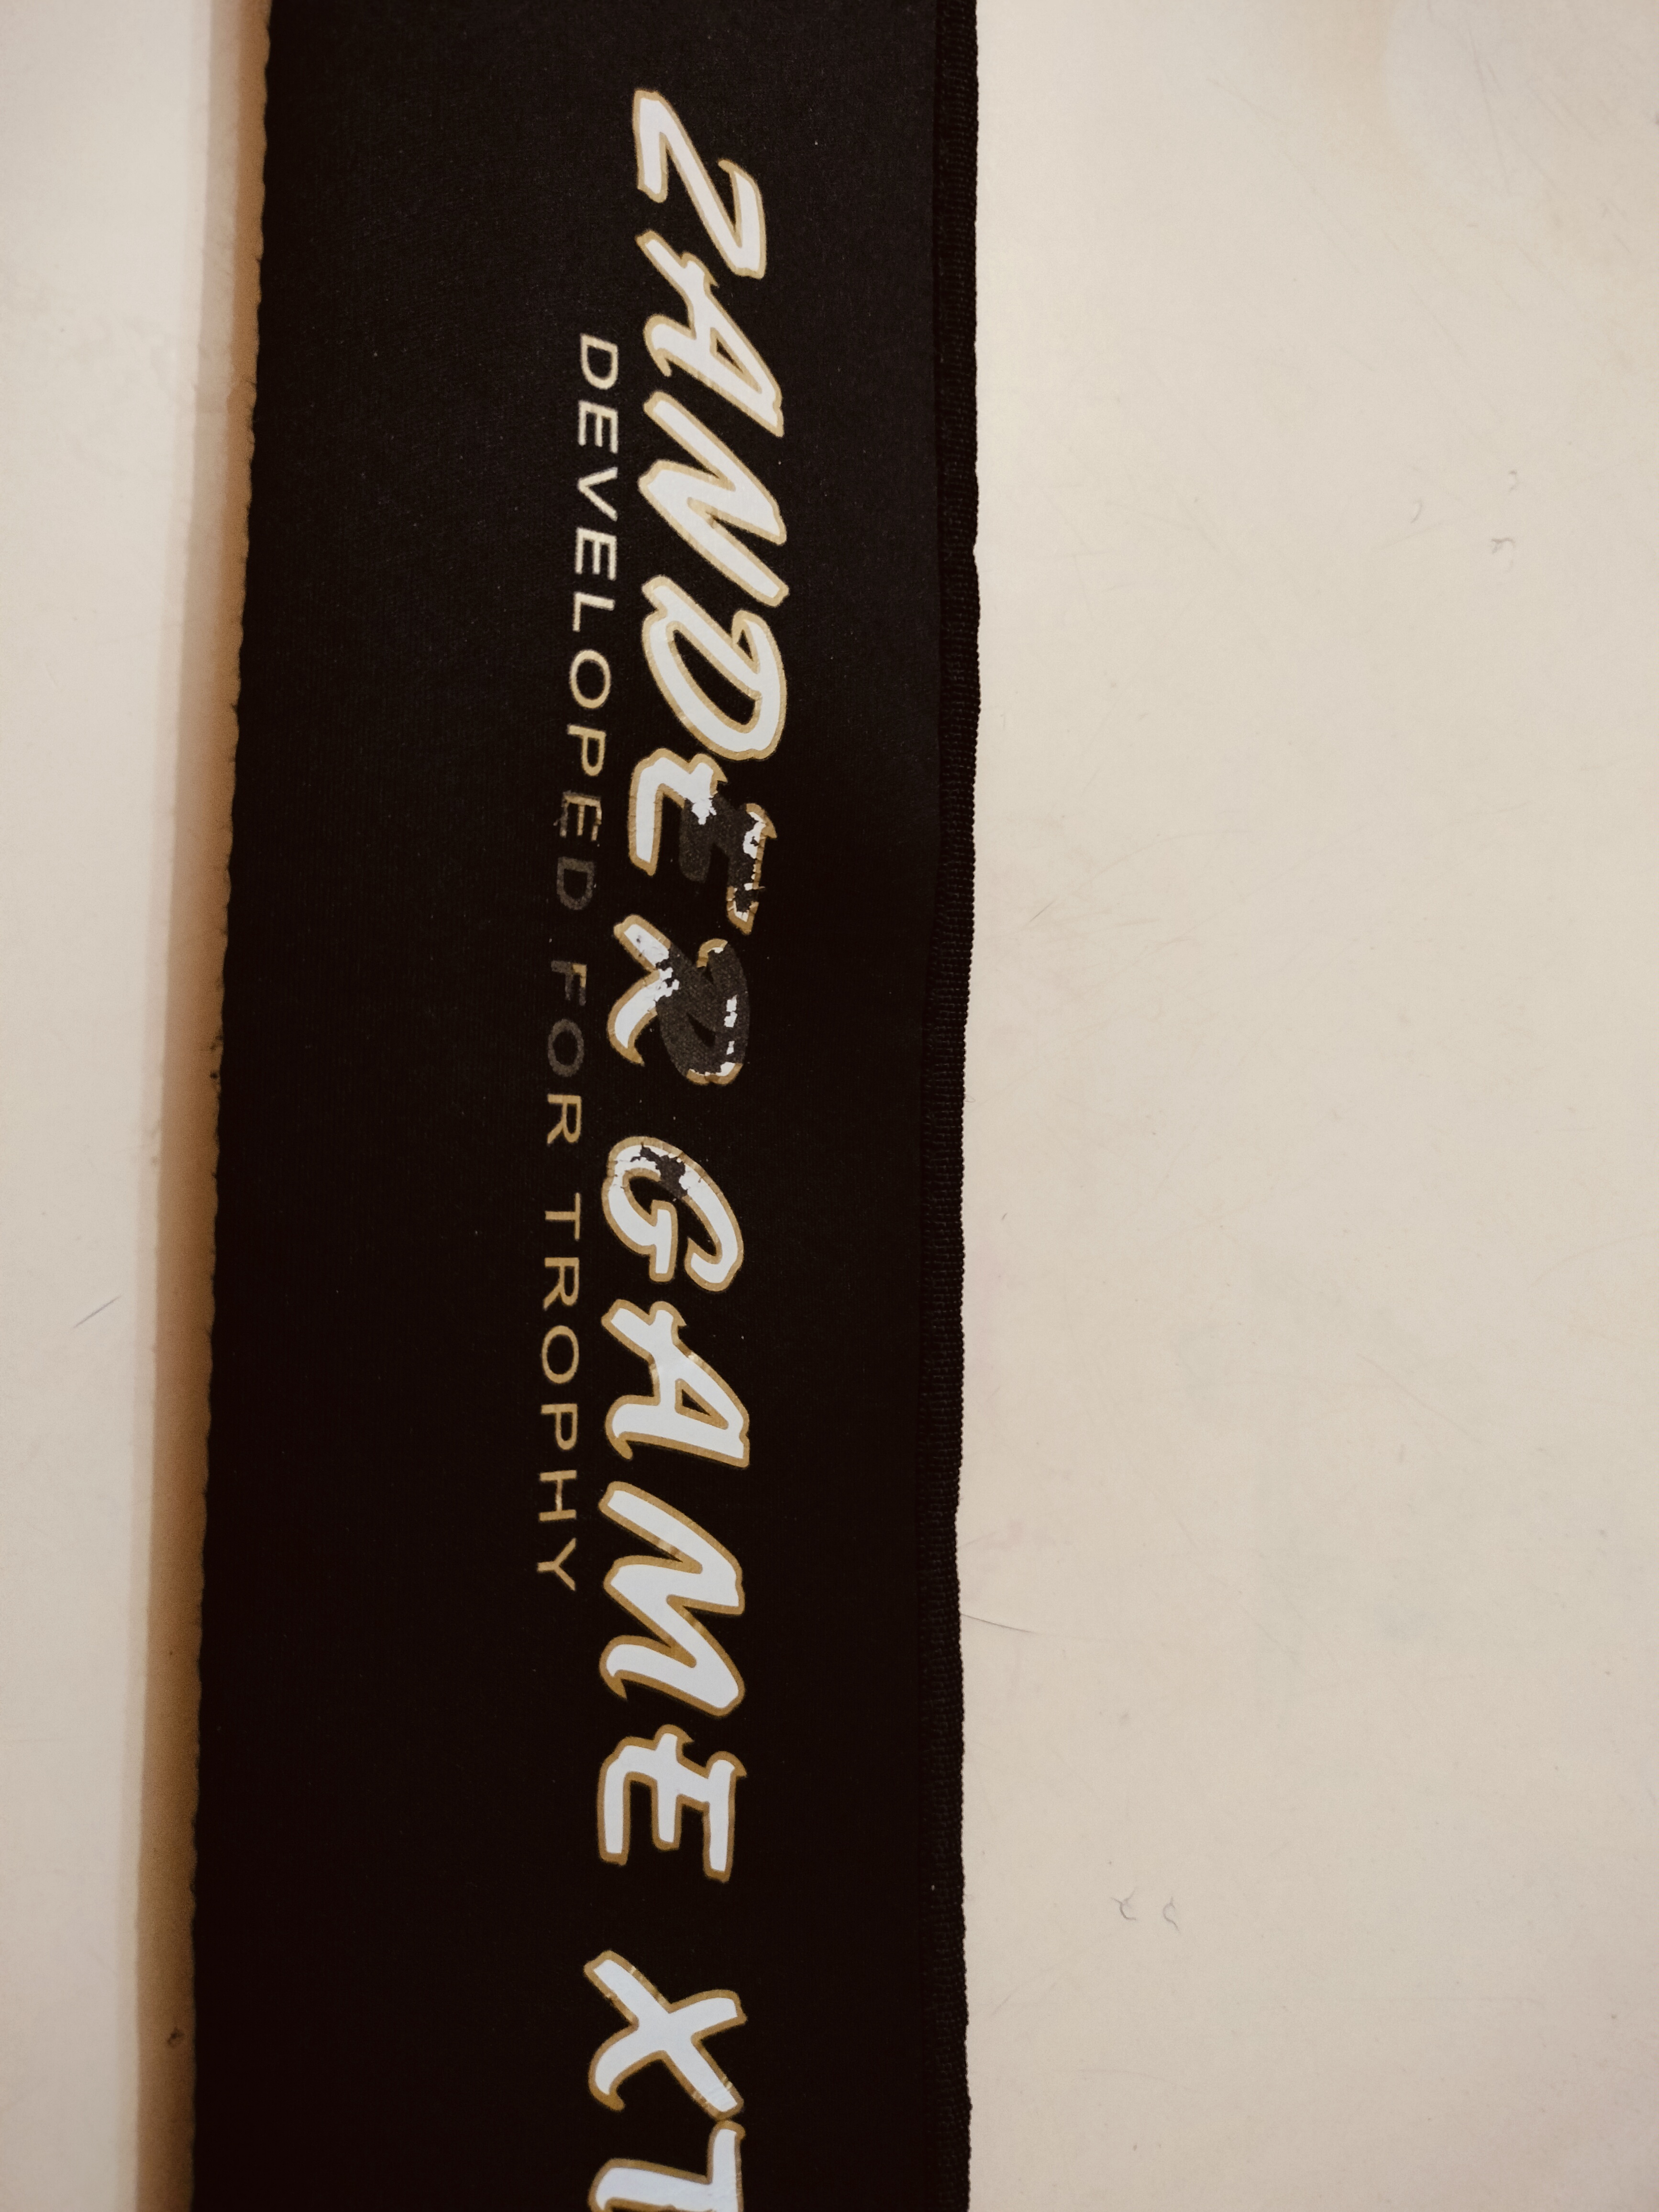 ZANDER GAME XT
DEVELOPED FOR TROPHY